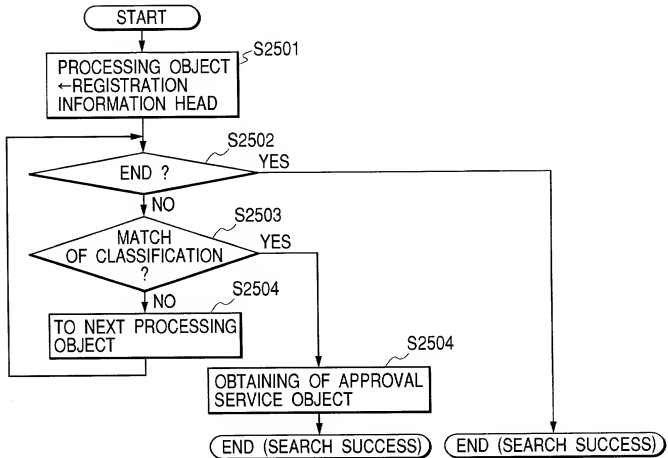 START
S2501
PROCESSING OBJECT
←REGISTRATION
INFORMATION HEAD
S2502
END ?
YES
NO
S2503
MATCH
OF CLASSIFICATION
?
YES
NO
S2504
TO NEXT PROCESSING
OBJECT
S2504
OBTAINING OF APPROVAL
SERVICE OBJECT
END (SEARCH SUCCESS)
END (SEARCH SUCCESS)